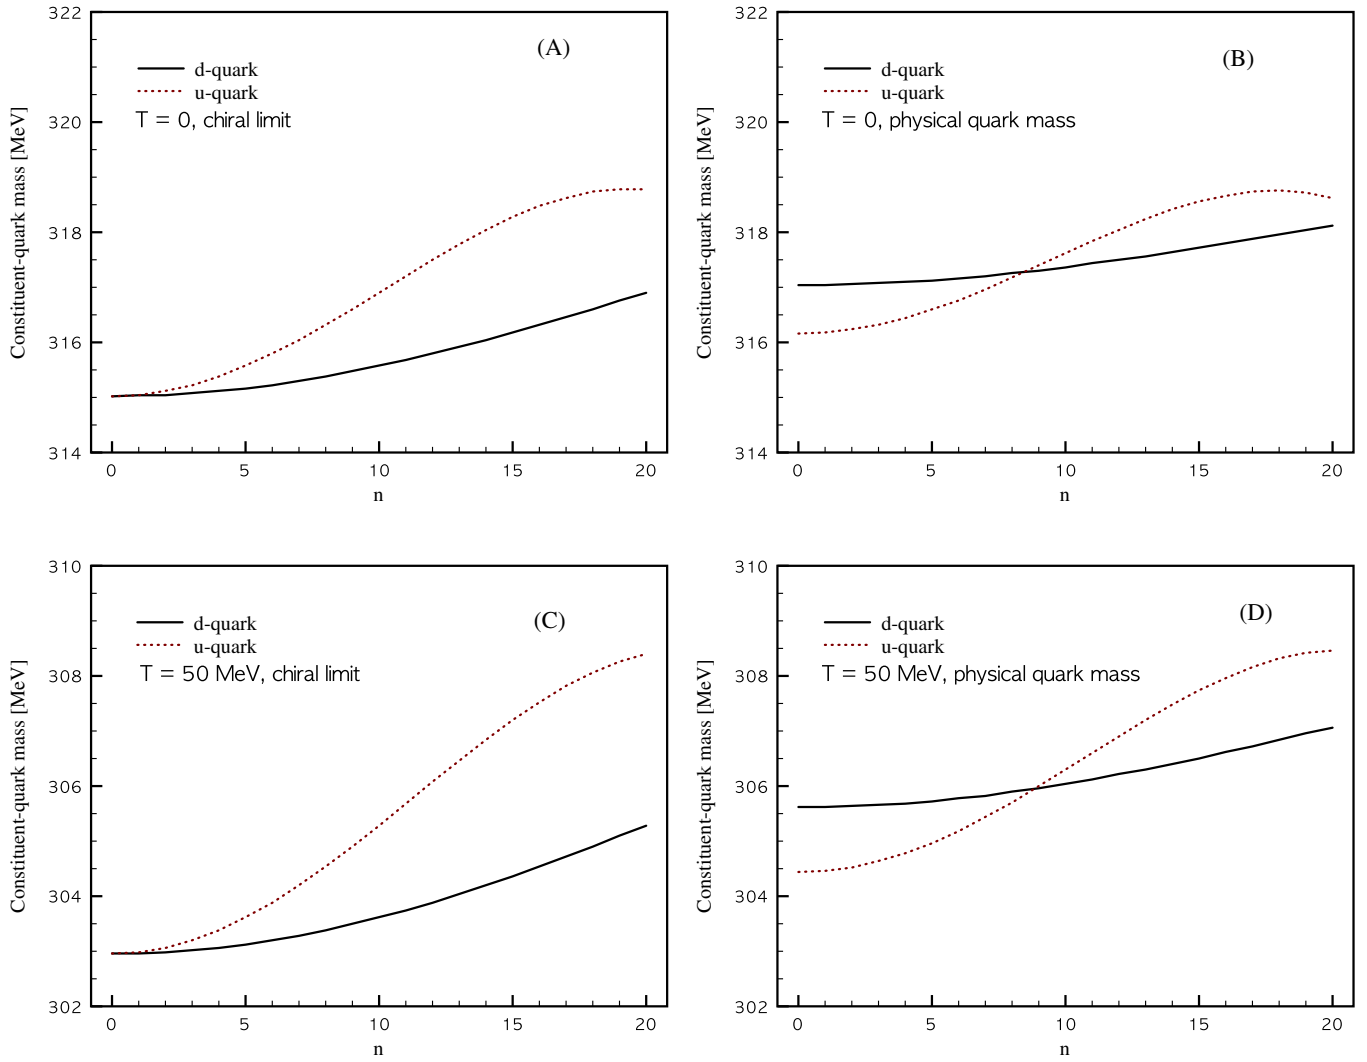 (A)
d-quark
u-quark
T = 0, chiral limit
Constituent-quark mass [MeV]
322
320
318
316
314
0 5 10 15 20
n
(B)
d-quark
u-quark
T = 0, physical quark mass
Constituent-quark mass [MeV]
322
320
318
316
314
0 5 10 15 20
n
(C)
d-quark
u-quark
T = 50 MeV, chiral limit
Constituent-quark mass [MeV]
310
308
306
304
302
0 5 10 15 20
n
(D)
d-quark
u-quark
T = 50 MeV, physical quark mass
Constituent-quark mass [MeV]
310
308
306
304
302
0 5 10 15 20
n